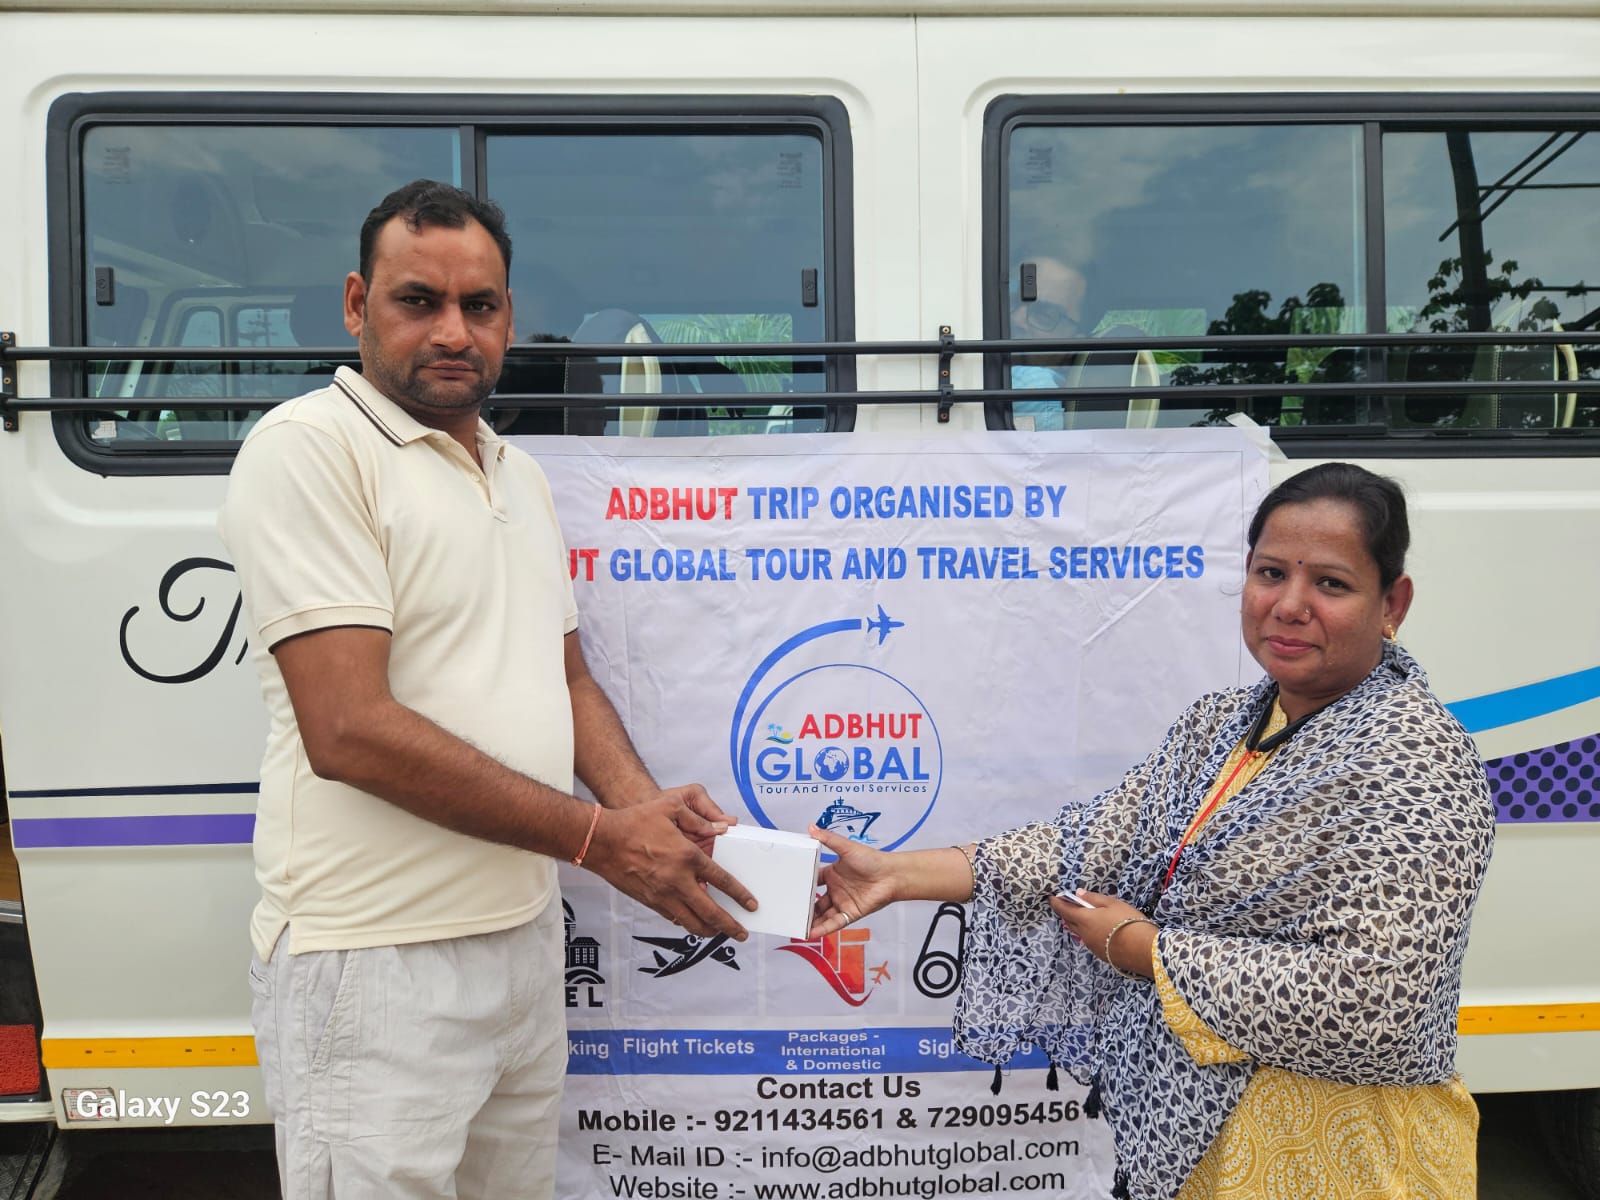 ADBHUT TRIP ORGANISED BY
UT GLOBAL TOUR AND TRAVEL SERVICES
ADBHUT
GLOBAL
Tour And Travel Services
EL
king
Flight Tickets
Packages -
International
& Domestic
Contact Us
Mobile :- 9211434561 & 729095456
E- Mail ID :- info@adbhutglobal.com
Website :- www.adbhutglobal.com
Galaxy S23